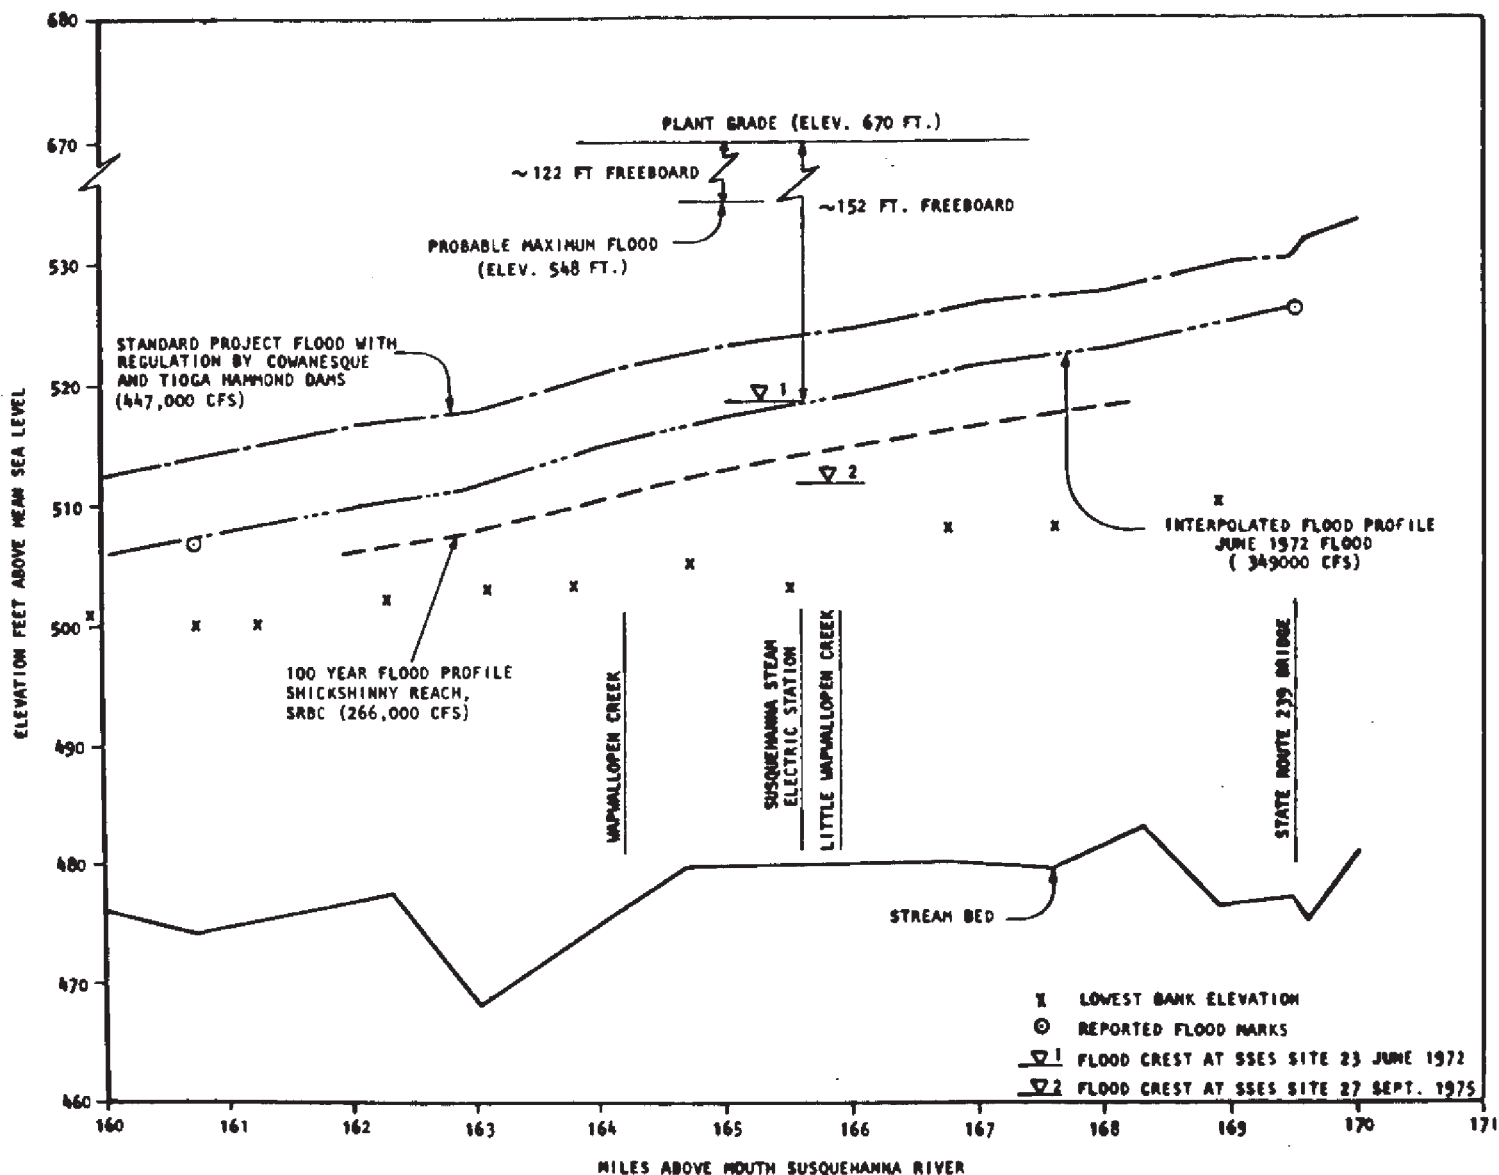 680
670
530
520
510
500
490
480
470
460
ELEVATION FEET ABOVE MEAN SEA LEVEL
PLANT GRADE (ELEV. 670 FT.)
~122 FT FREEBOARD
~152 FT. FREEBOARD
PROBABLE MAXIMUM FLOOD
(ELEV. 548 FT.)
STANDARD PROJECT FLOOD WITH
REGULATION BY COWANESQUE
AND TIOGA HAMMOND DAMS
(447,000 CFS)
1
2
INTERPOLATED FLOOD PROFILE
JUNE 1972 FLOOD
( 349000 CFS)
100 YEAR FLOOD PROFILE
SHICKSHINNY REACH,
SRBC (266,000 CFS)
WAPWALLOPEN CREEK
SUSQUEHANNA STEAM
ELECTRIC STATION
LITTLE WAPWALLOPEN CREEK
STATE ROUTE 239 BRIDGE
STREAM BED
X LOWEST BANK ELEVATION
REPORTED FLOOD MARKS
1 FLOOD CREST AT SSES SITE 23 JUNE 1972
2 FLOOD CREST AT SSES SITE 27 SEPT. 1975
160 161 162 163 164 165 166 167 168 169 170 171
MILES ABOVE MOUTH SUSQUEHANNA RIVER